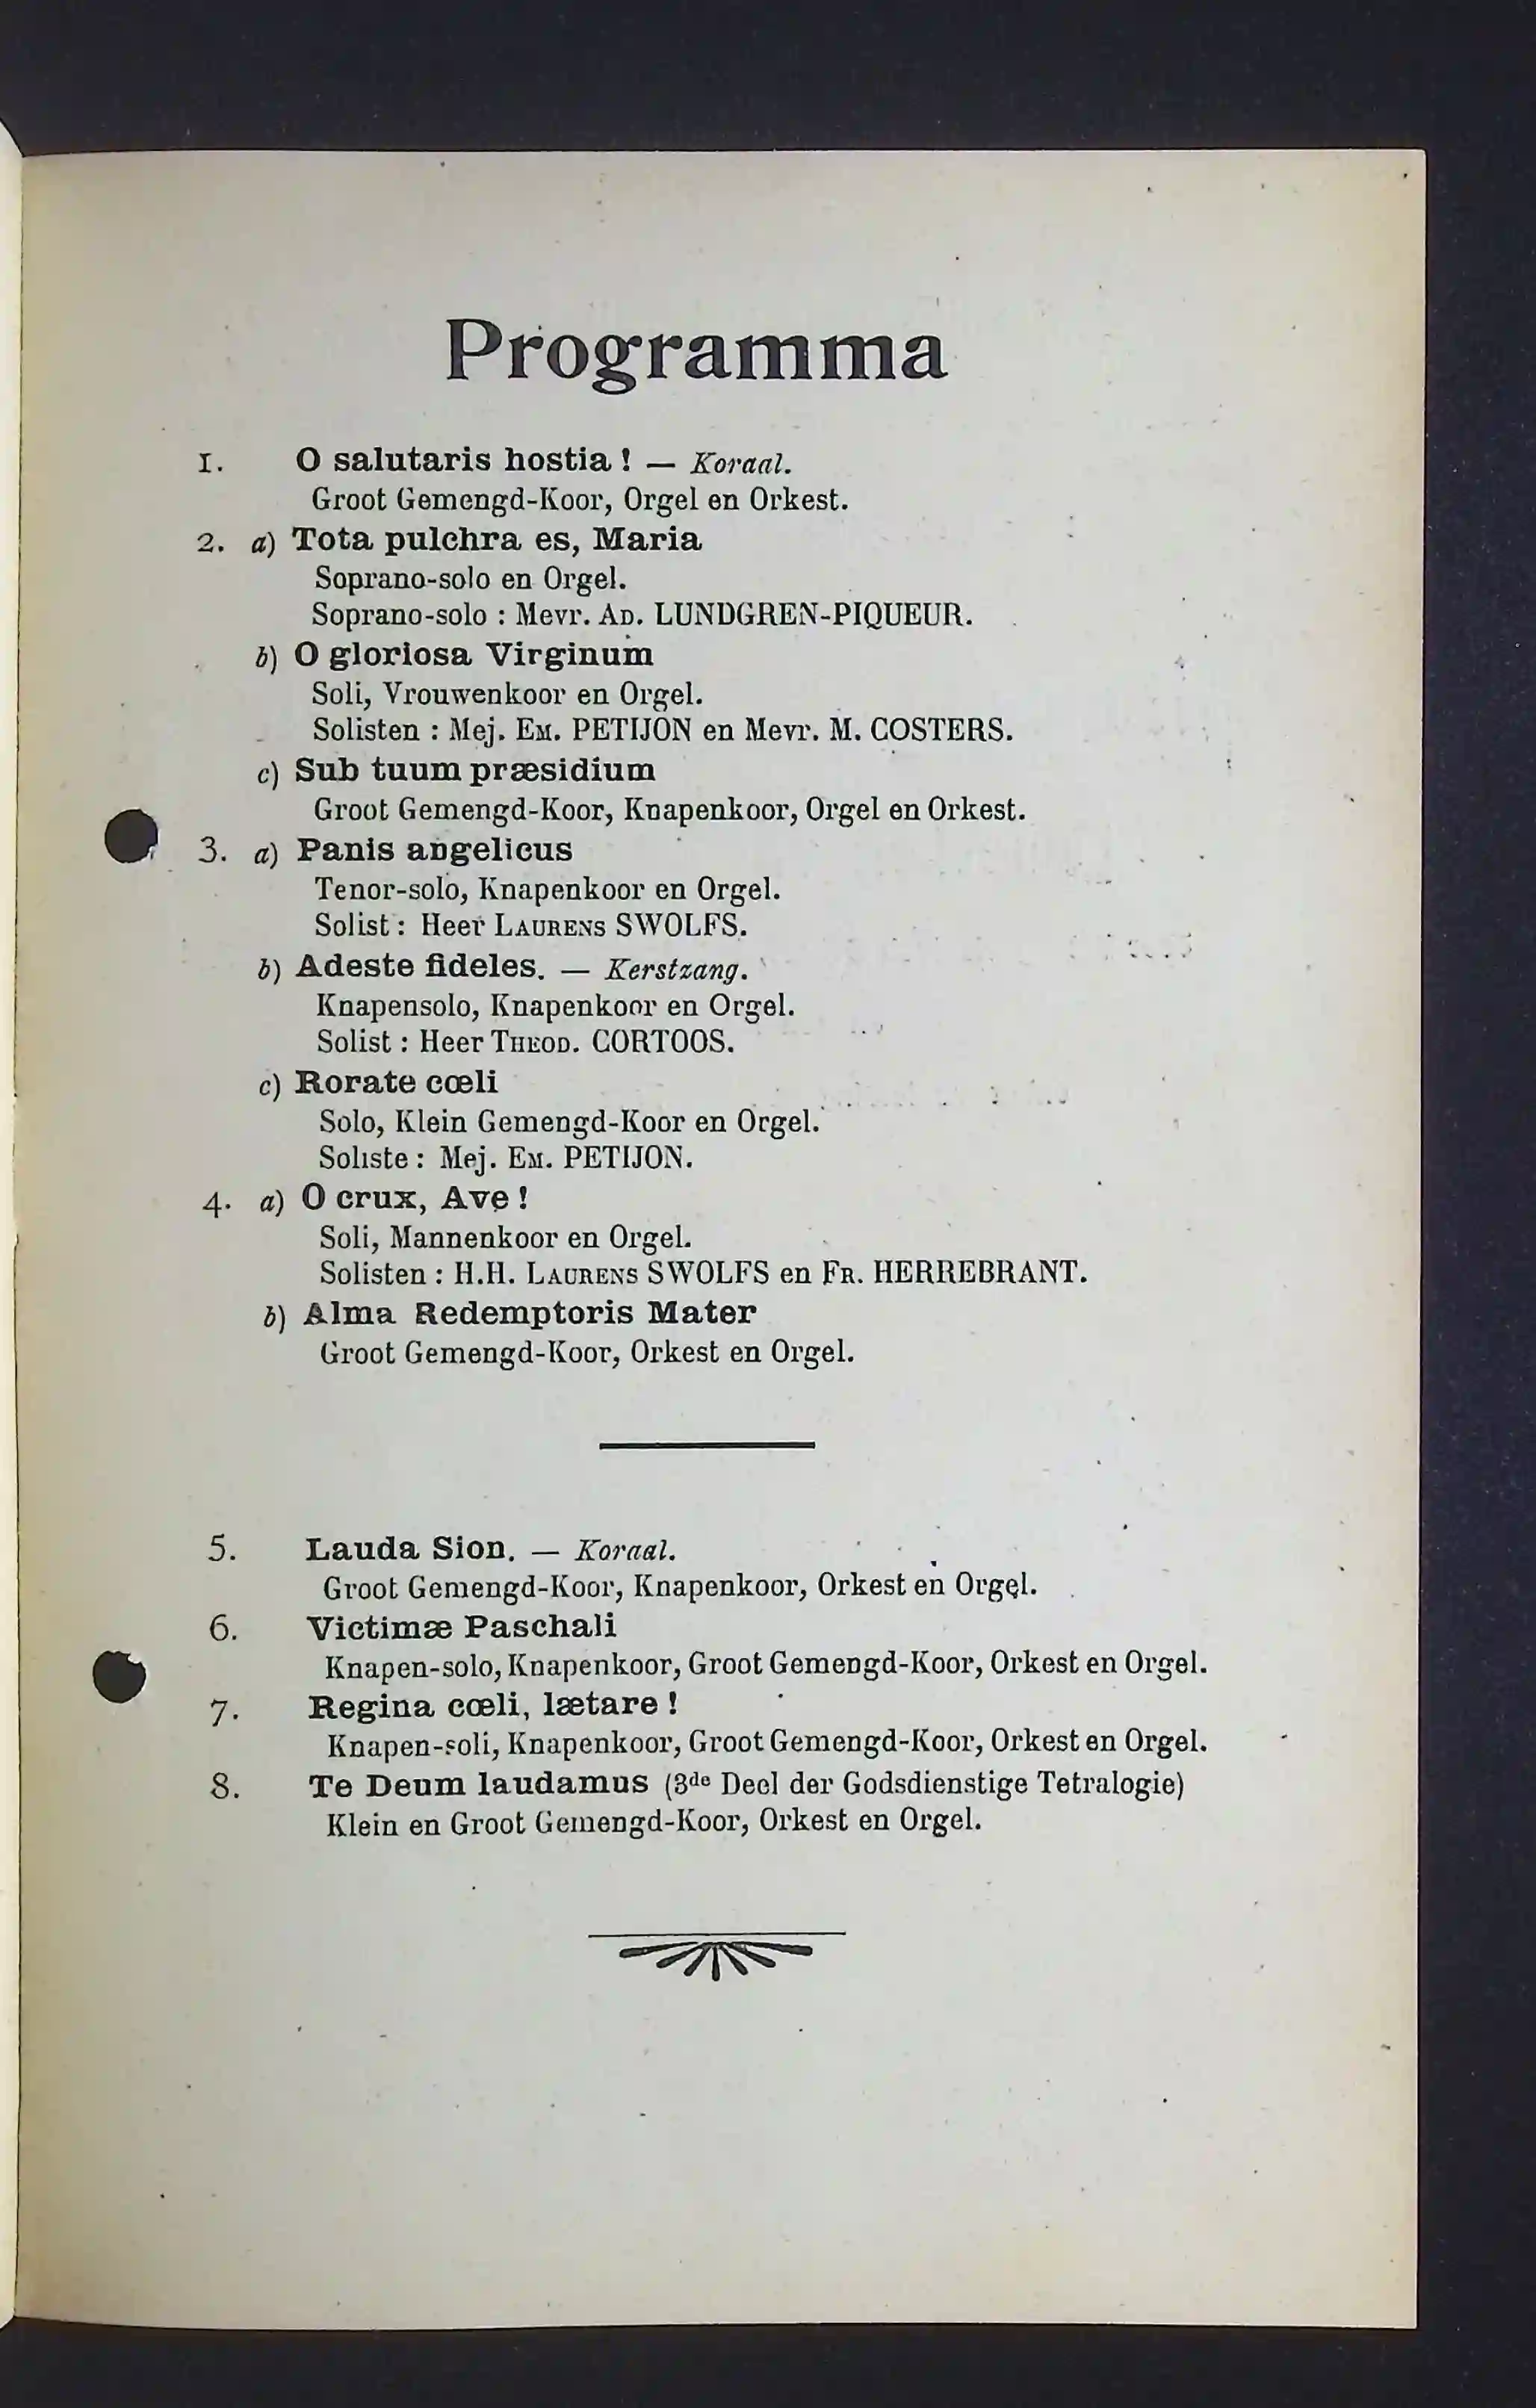 Programma
1. O salutaris hostia ! — Koraal.
Groot Gemengd-Koor, Orgel en Orkest.
2. a) Tota pulchra es, Maria
Soprano-solo en Orgel.
Soprano-solo : Mevr. AD. LUNDGREN-PIQUEUR.
b) O gloriosa Virginum
Soli, Vrouwenkoor en Orgel.
Solisten : Mej. EM. PETIJON en Mevr. M. COSTERS.
c) Sub tuum præsidium
Groot Gemengd-Koor, Knapenkoor, Orgel en Orkest.
3. a) Panis angelicus
Tenor-solo, Knapenkoor en Orgel.
Solist : Heer LAURENS SWOLFS.
b) Adeste fideles. — Kerstzang.
Knapensolo, Knapenkoor en Orgel.
Solist : Heer THEOD. CORTOOS.
c) Rorate cœli
Solo, Klein Gemengd-Koor en Orgel.
Soliste : Mej. EM. PETIJON.
4. a) O crux, Ave !
Soli, Mannenkoor en Orgel.
Solisten : H.H. LAURENS SWOLFS en FR. HERREBRANT.
b) Alma Redemptoris Mater
Groot Gemengd-Koor, Orkest en Orgel.
5. Lauda Sion. — Koraal.
Groot Gemengd-Koor, Knapenkoor, Orkest en Orgel.
6. Victimæ Paschali
Knapen-solo, Knapenkoor, Groot Gemengd-Koor, Orkest en Orgel.
7. Regina cœli, lætare !
Knapen-soli, Knapenkoor, Groot Gemengd-Koor, Orkest en Orgel.
8. Te Deum laudamus (3de Deel der Godsdienstige Tetralogie)
Klein en Groot Gemengd-Koor, Orkest en Orgel.